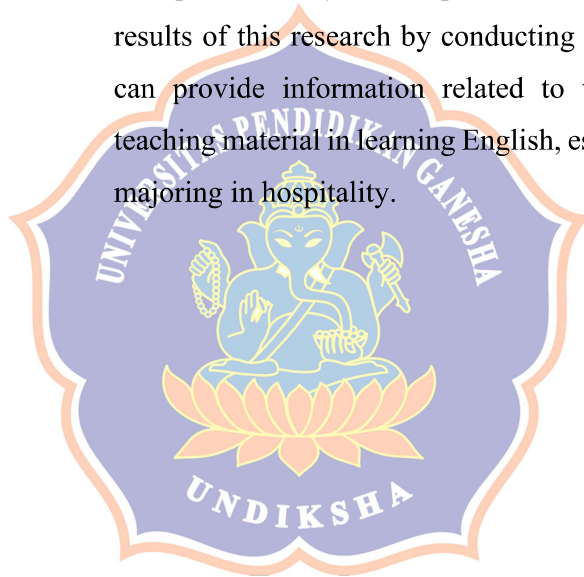 results of this research by conducting
can provide information related to
teaching material in learning English,
majoring in hospitality.
UNIVERSITAS PENDIDIKAN GANESHA
UNDIKSHA